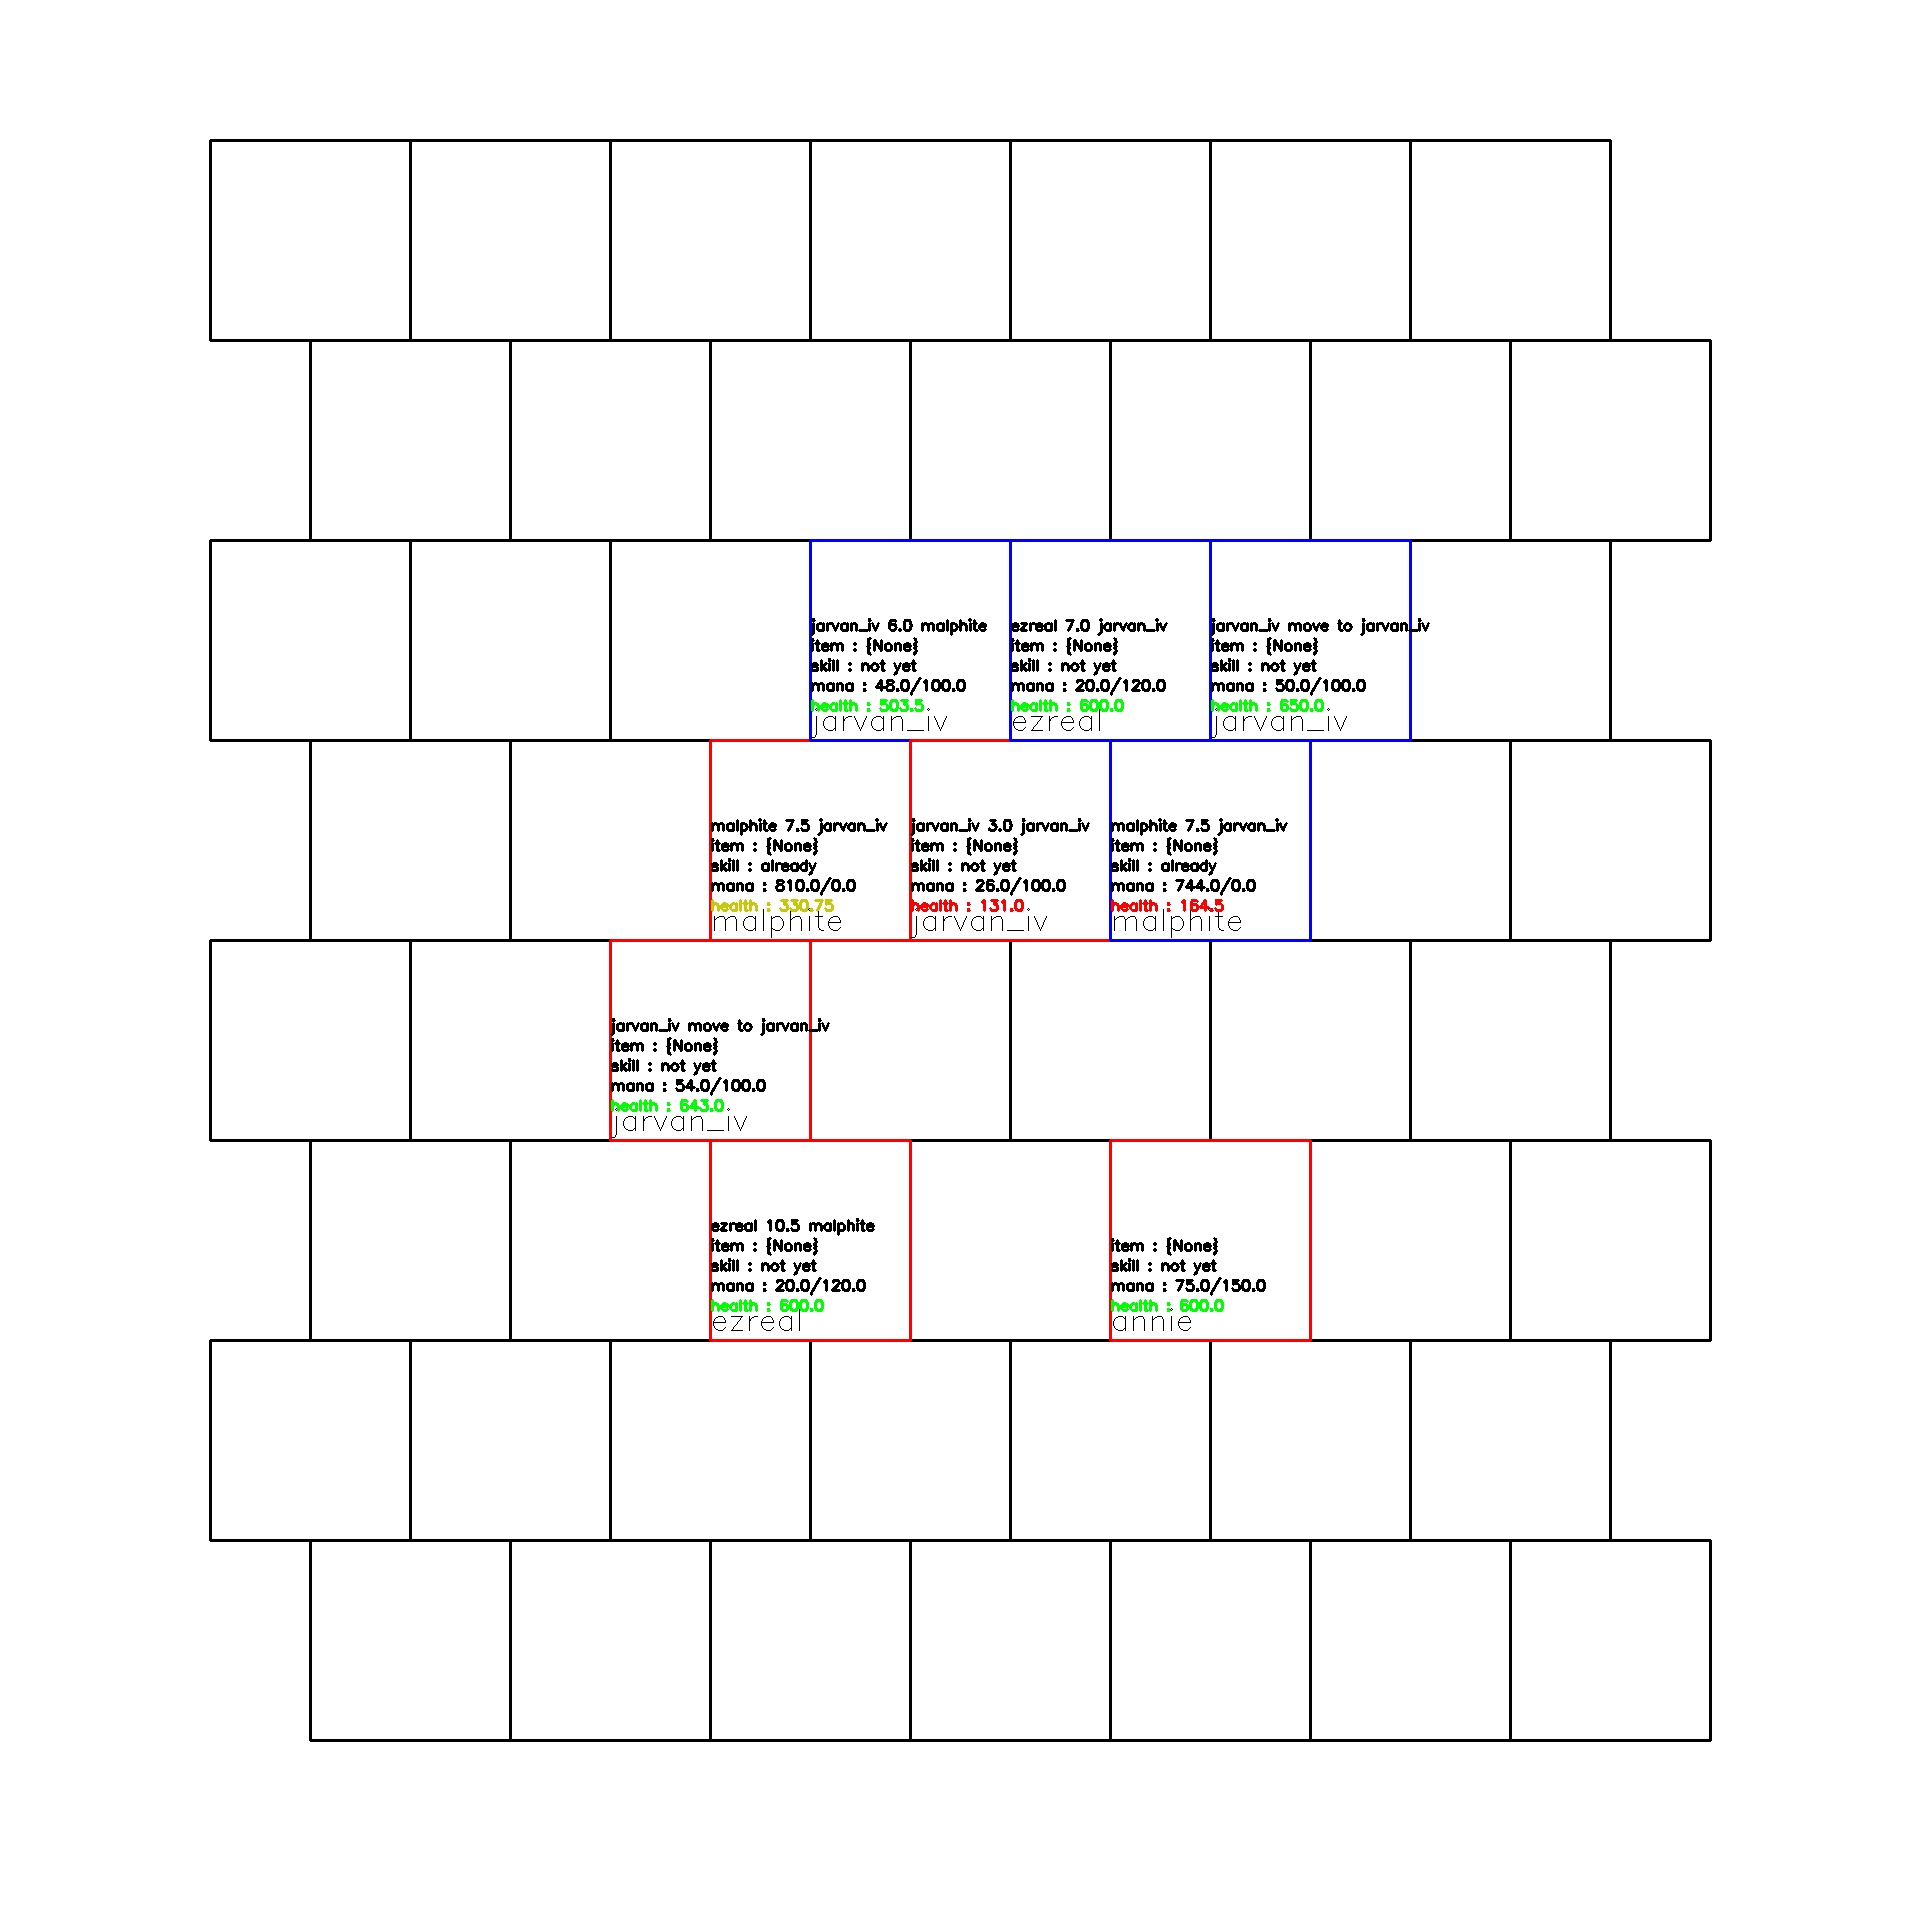 jarvan_iv 6.0 malphite
item : {None}
skill : not yet
mana : 48.0/100.0
health : 503.5
jarvan_iv
ezreal 7.0 jarvan_iv
item : {None}
skill : not yet
mana : 20.0/120.0
health : 600.0
ezreal
jarvan_iv move to jarvan_iv
item : {None}
skill : not yet
mana : 50.0/100.0
health : 650.0
jarvan_iv
malphite 7.5 jarvan_iv
item : {None}
skill : already
mana : 810.0/0.0
health : 330.75
malphite
jarvan_iv 3.0 jarvan_iv
item : {None}
skill : not yet
mana : 26.0/100.0
health : 131.0
jarvan_iv
malphite 7.5 jarvan_iv
item : {None}
skill : already
mana : 744.0/0.0
health : 164.5
malphite
jarvan_iv move to jarvan_iv
item : {None}
skill : not yet
mana : 54.0/100.0
health : 643.0
jarvan_iv
ezreal 10.5 malphite
item : {None}
skill : not yet
mana : 20.0/120.0
health : 600.0
ezreal
item : {None}
skill : not yet
mana : 75.0/150.0
health : 600.0
annie